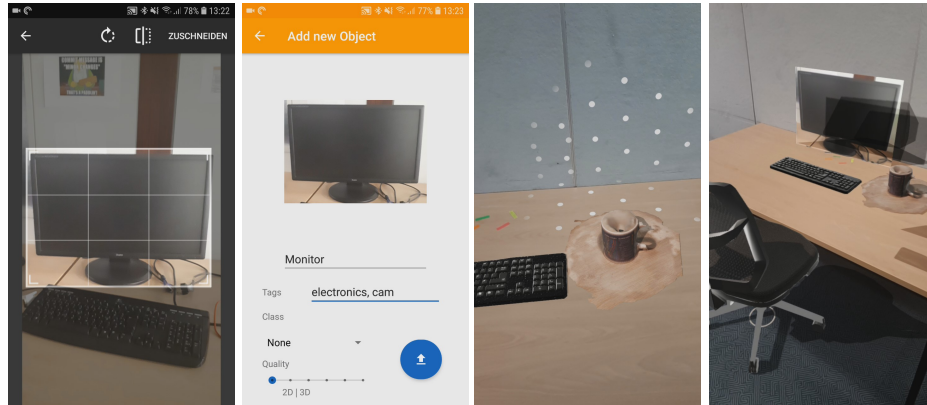 78% 13:22
ZUSCHNEIDEN
77% 13:23
Add new Object
Monitor
Tags electronics, cam
Class
None
Quality
2D | 3D